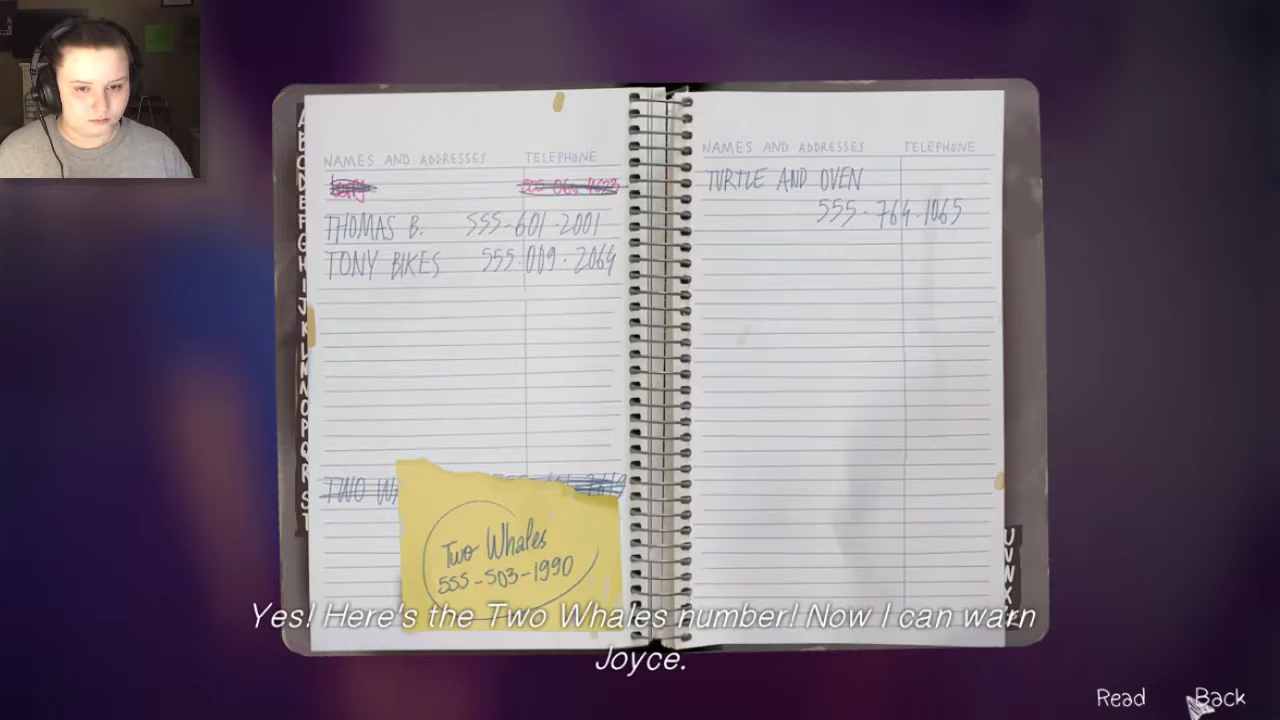 NAMES AND ADDRESSES TELEPHONE
THOMAS B. 555-601-2001
TONY BIKES 555-009-2064
TWO
Two Whales
555-503-1990
NAMES AND ADDRESSES TELEPHONE
TURTLE AND OVEN
555-764-1065
Yes! Here's the Two Whales number! Now I can warn
Joyce.
Read Back